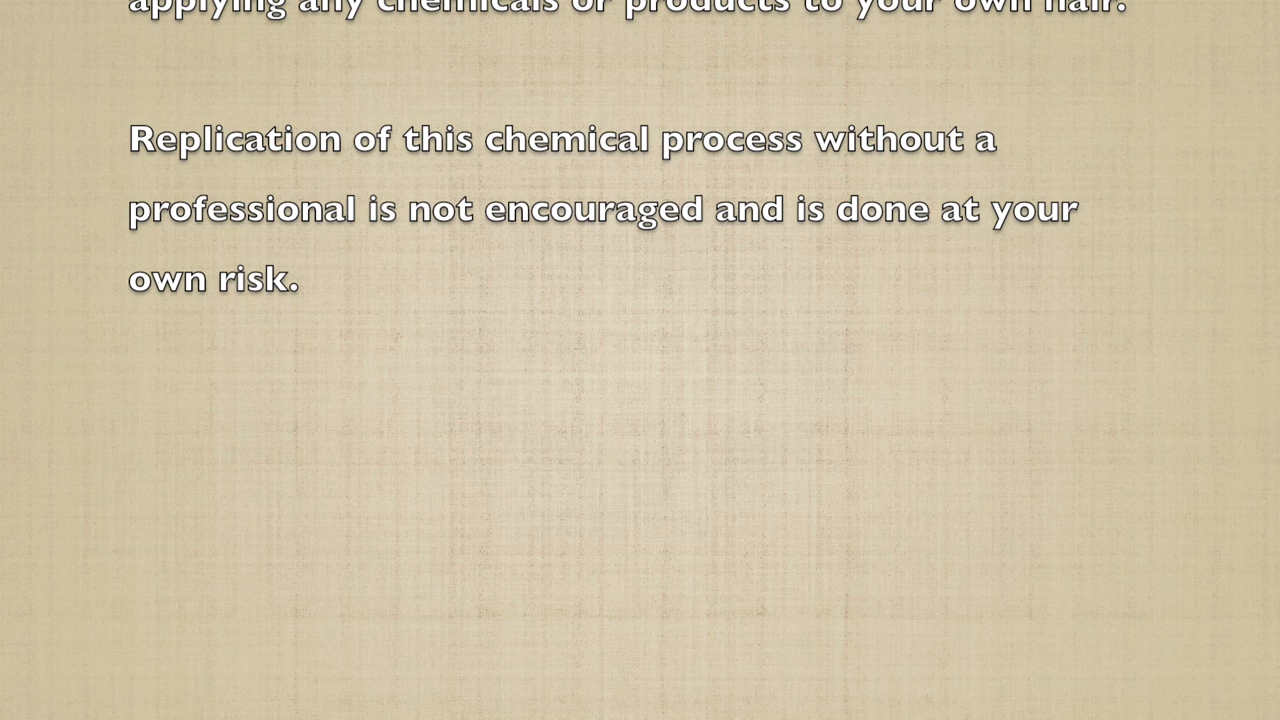 applying any chemicals or products to your own hair.
Replication of this chemical process without a
professional is not encouraged and is done at your
own risk.